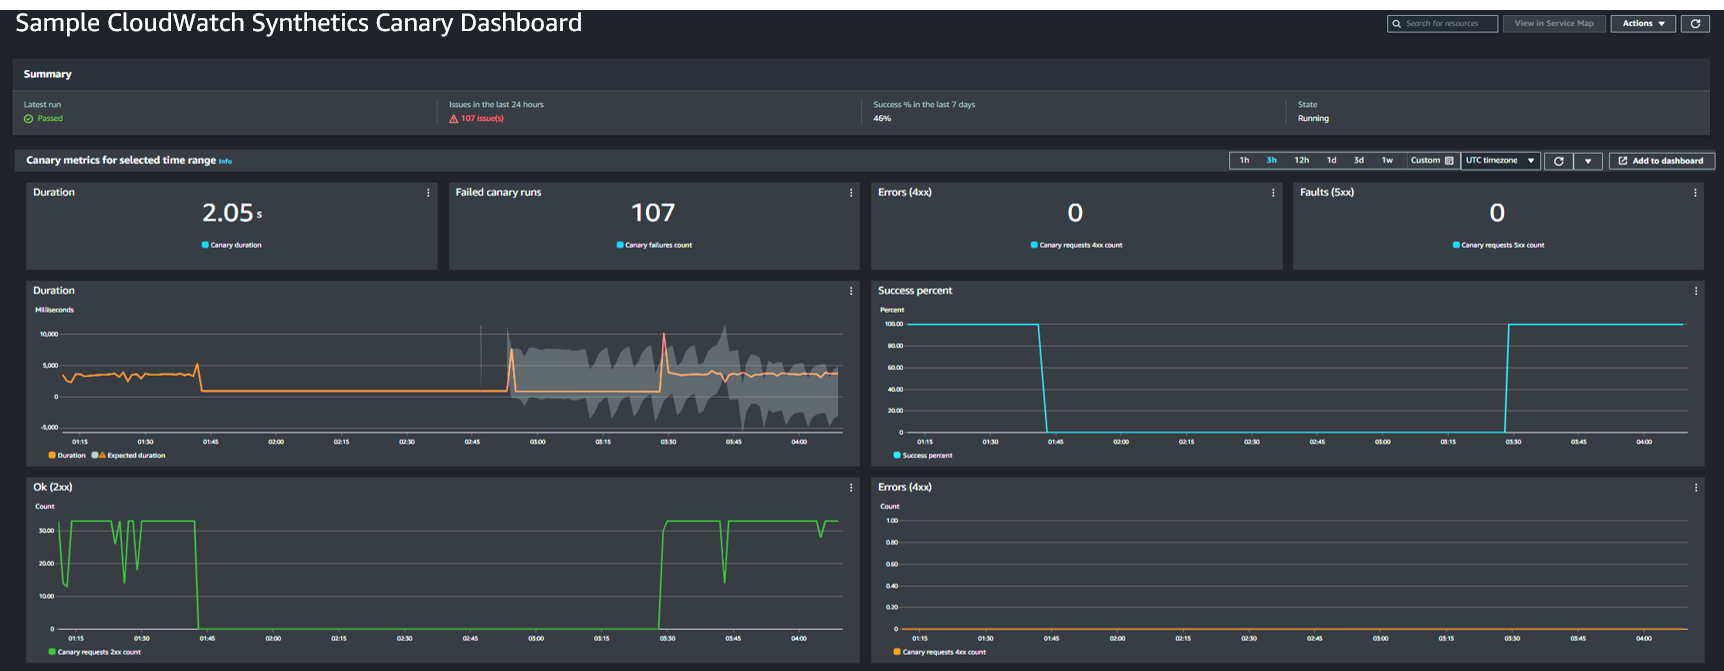 Sample CloudWatch Synthetics Canary Dashboard
Search for resources
View in Service Map
Actions
Summary
Latest run
Passed
Issues in the last 24 hours
107 issue(s)
Success % in the last 7 days
46%
State
Running
Canary metrics for selected time range Info
1h 3h 12h 1d 3d 1w Custom UTC timezone
Add to dashboard
Duration
2.05 s
Canary duration
Failed canary runs
107
Canary failures count
Errors (4xx)
0
Canary requests 4xx count
Faults (5xx)
0
Canary requests 5xx count
Duration
Milliseconds
10,000
5,000
0
-5,000
01:15 01:30 01:45 02:00 02:15 02:30 02:45 03:00 03:15 03:30 03:45 04:00
Duration Expected duration
Success percent
Percent
100.00
80.00
60.00
40.00
20.00
0
01:15 01:30 01:45 02:00 02:15 02:30 02:45 03:00 03:15 03:30 03:45 04:00
Success percent
Ok (2xx)
Count
30.00
20.00
10.00
0
01:15 01:30 01:45 02:00 02:15 02:30 02:45 03:00 03:15 03:30 03:45 04:00
Canary requests 2xx count
Errors (4xx)
Count
1.00
0.80
0.60
0.40
0.20
0
01:15 01:30 01:45 02:00 02:15 02:30 02:45 03:00 03:15 03:30 03:45 04:00
Canary requests 4xx count